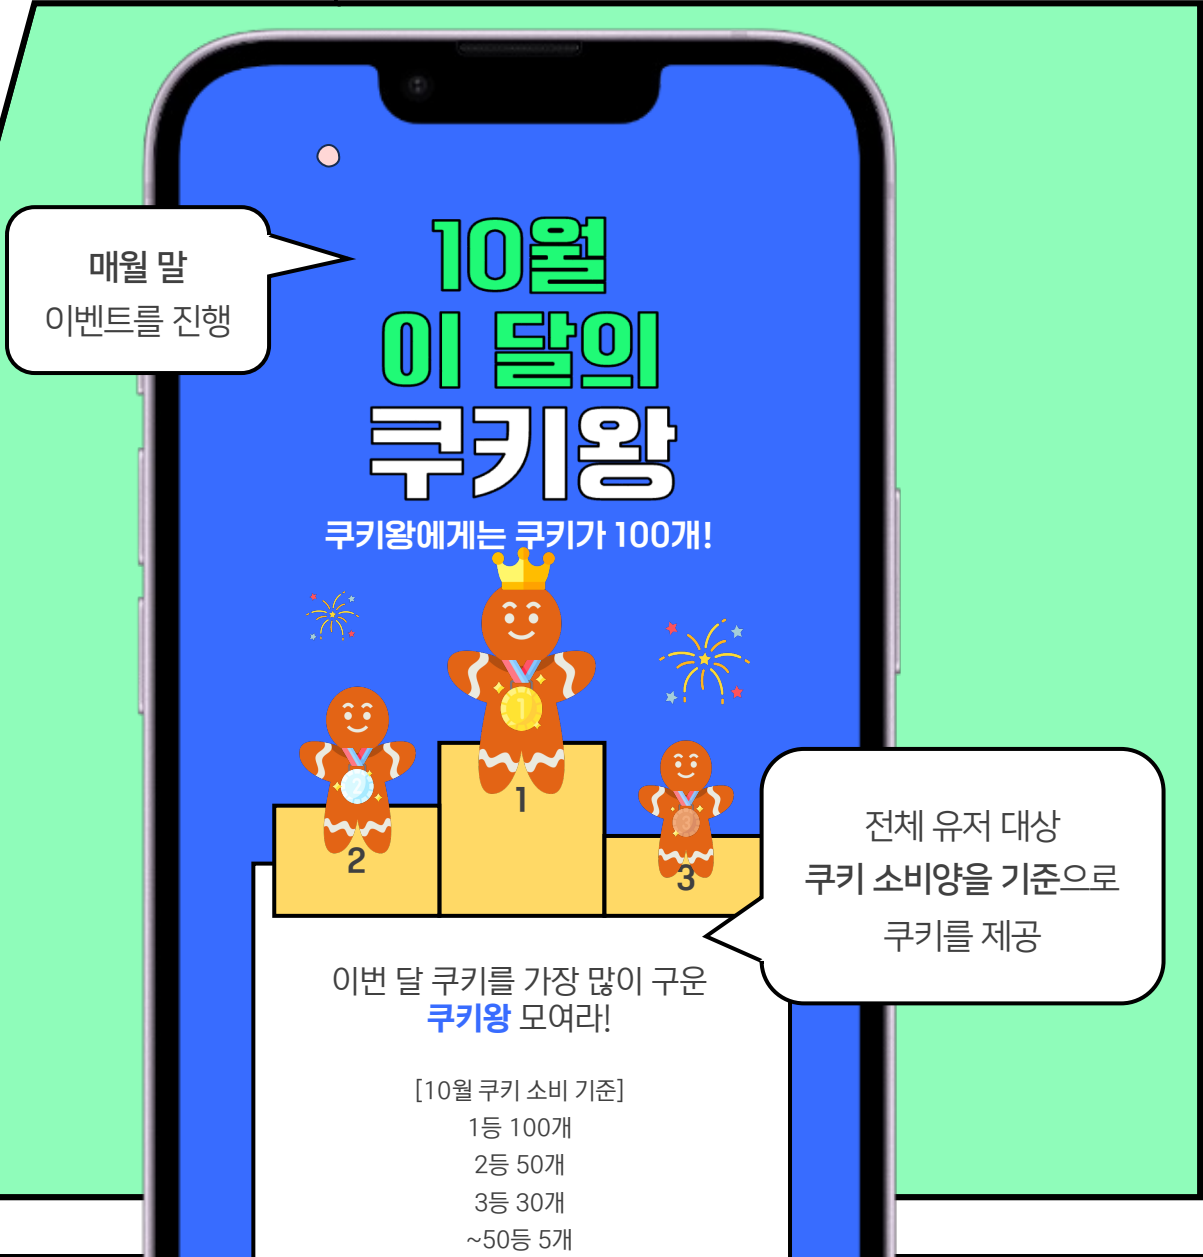 매월 말
이벤트를 진행
10월
이 달의
쿠키왕
쿠키왕에게는 쿠키가 100개!
1
2
3
1
2
3
전체 유저 대상
쿠키 소비양을 기준으로
쿠키를 제공
이번 달 쿠키를 가장 많이 구운
쿠키왕 모여라!
[10월 쿠키 소비 기준]
1등 100개
2등 50개
3등 30개
~50등 5개